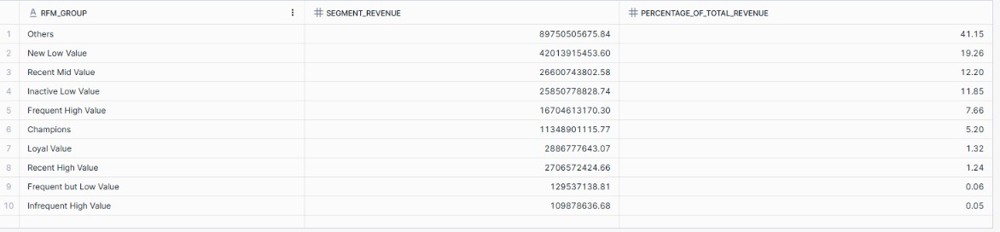 RFM_GROUP SEGMENT_REVENUE PERCENTAGE_OF_TOTAL_REVENUE
1 Others 89750505675.84 41.15
2 New Low Value 42013915453.60 19.26
3 Recent Mid Value 26600743802.58 12.20
4 Inactive Low Value 25850778828.74 11.85
5 Frequent High Value 16704613170.30 7.66
6 Champions 11348901115.77 5.20
7 Loyal Value 2886777643.07 1.32
8 Recent High Value 2706572424.66 1.24
9 Frequent but Low Value 129537138.81 0.06
10 Infrequent High Value 109878636.68 0.05